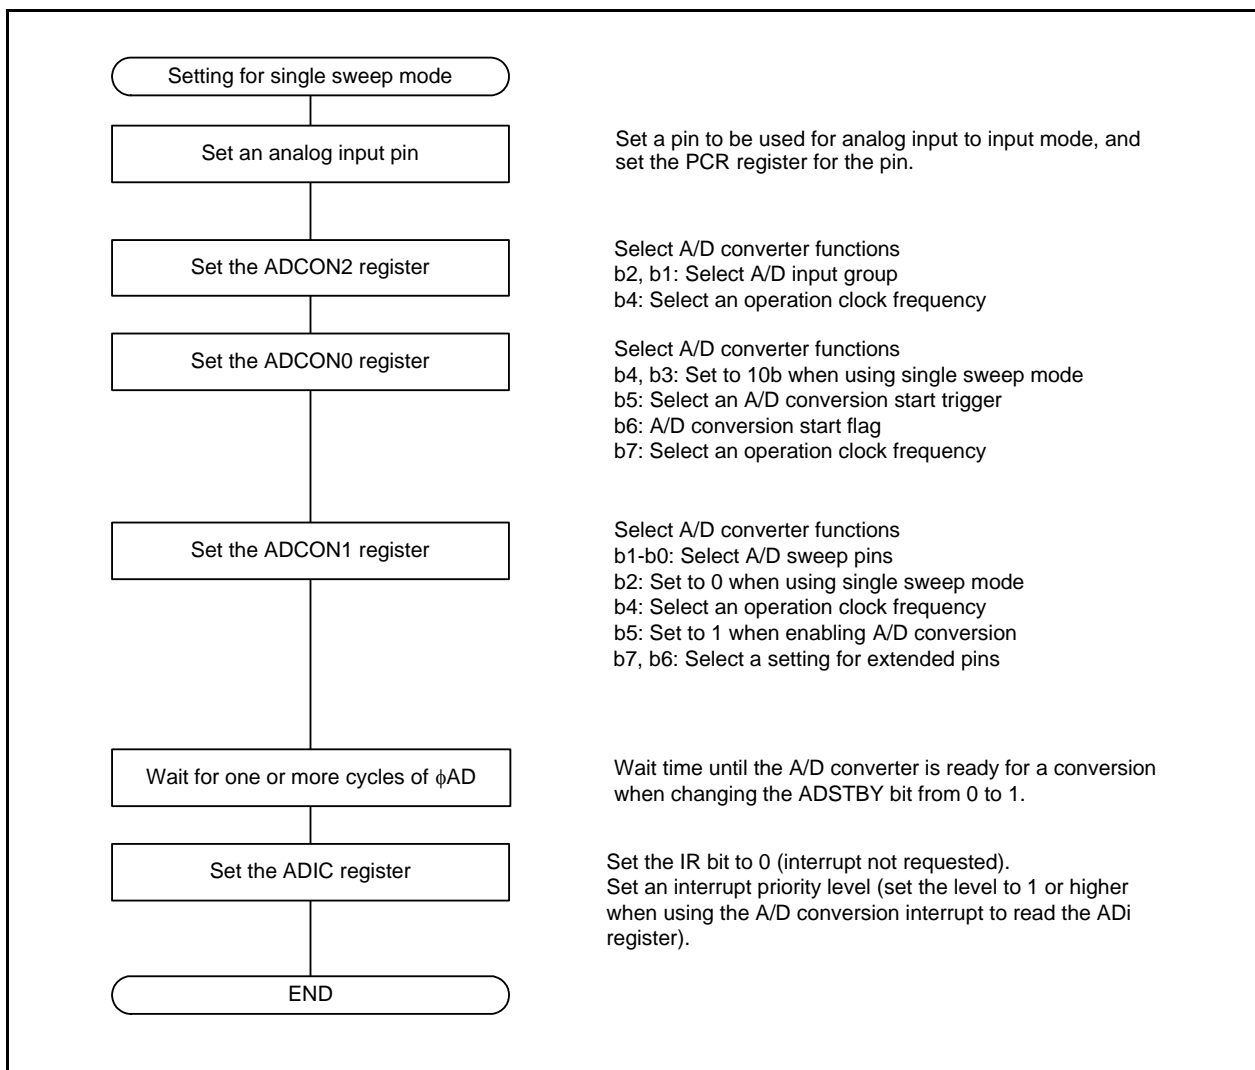 Setting for single sweep mode
Set an analog input pin
Set a pin to be used for analog input to input mode, and
set the PCR register for the pin.
Set the ADCON2 register
Select A/D converter functions
b2, b1: Select A/D input group
b4: Select an operation clock frequency
Set the ADCON0 register
Select A/D converter functions
b4, b3: Set to 10b when using single sweep mode
b5: Select an A/D conversion start trigger
b6: A/D conversion start flag
b7: Select an operation clock frequency
Set the ADCON1 register
Select A/D converter functions
b1-b0: Select A/D sweep pins
b2: Set to 0 when using single sweep mode
b4: Select an operation clock frequency
b5: Set to 1 when enabling A/D conversion
b7, b6: Select a setting for extended pins
Wait for one or more cycles of ϕAD
Wait time until the A/D converter is ready for a conversion
when changing the ADSTBY bit from 0 to 1.
Set the ADIC register
Set the IR bit to 0 (interrupt not requested).
Set an interrupt priority level (set the level to 1 or higher
when using the A/D conversion interrupt to read the ADi
register).
END